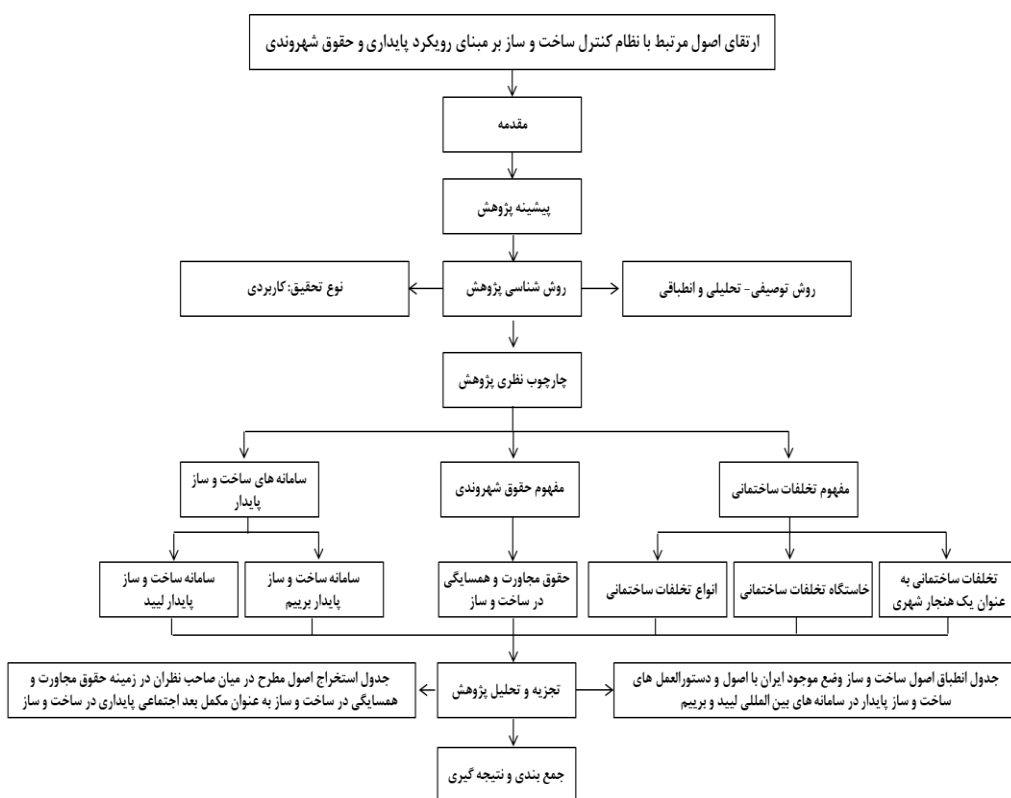 ارتقای اصول مرتبط با نظام کنترل ساخت و ساز بر مبنای رویکرد پایداری و حقوق شهروندی
مقدمه
پیشینه پژوهش
روش توصیفی- تحلیلی و انطباقی
روش شناسی پژوهش
نوع تحقیق: کاربردی
چارچوب نظری پژوهش
مفهوم تخلفات ساختمانی
مفهوم حقوق شهروندی
سامانه های ساخت و ساز
پایدار
تخلفات ساختمانی به
عنوان یک هنجار شهری
خاستگاه تخلفات ساختمانی
انواع تخلفات ساختمانی
حقوق مجاورت و همسایگی
در ساخت و ساز
سامانه ساخت و ساز
پایدار برییم
سامانه ساخت و ساز
پایدار لیید
جدول انطباق اصول ساخت و ساز وضع موجود ایران با اصول و دستورالعمل های
ساخت و ساز پایدار در سامانه های بین المللی لیید و برییم
تجزیه و تحلیل پژوهش
جدول استخراج اصول مطرح در میان صاحب نظران در زمینه حقوق مجاورت و
همسایگی در ساخت و ساز به عنوان مکمل بعد اجتماعی پایداری در ساخت و ساز
جمع بندی و نتیجه گیری